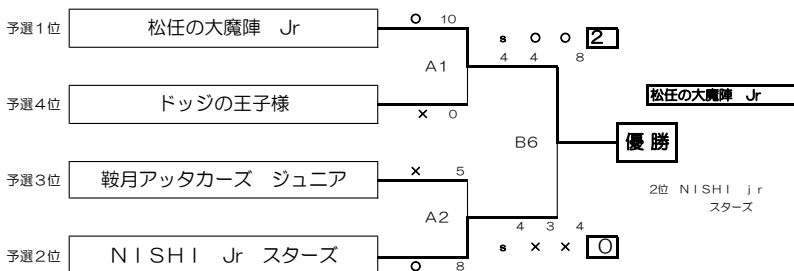 予選1位 松任の大魔陣 Jr ○ 10
s ○ ○ 2
4 4 8
A1
予選4位 ドッジの王子様 × 0
松任の大魔陣 Jr
B6 優勝
予選3位 鞍月アッタカーズ ジュニア × 5
2位 NISHI jr
スターズ
A2
4 3 4
予選2位 NISHI Jr スターズ ○ 8
s × × 0